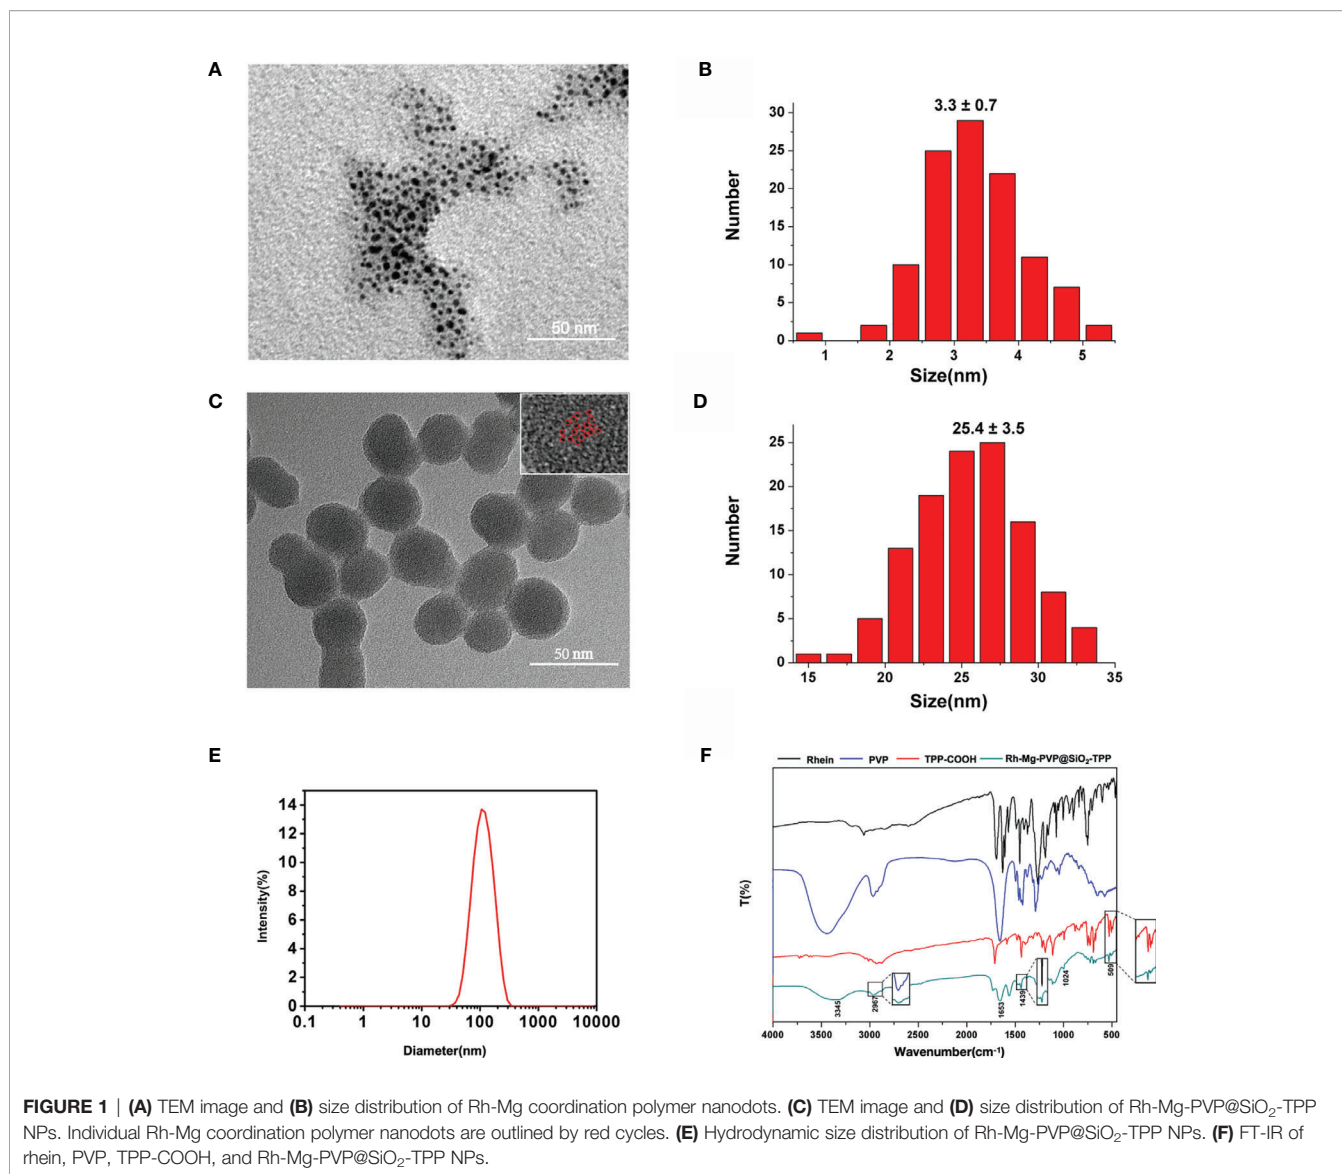 A
50 nm
B
3.3 ± 0.7
Number
30
25
20
15
10
5
0
1 2 3 4 5
Size(nm)
C
50 nm
D
25.4 ± 3.5
Number
25
20
15
10
5
0
15 20 25 30 35
Size(nm)
E
Intensity(%)
14
12
10
8
6
4
2
0
0.1 1 10 100 1000 10000
Diameter(nm)
F
Rhein PVP TPP-COOH Rh-Mg-PVP@SiO₂-TPP
T(%)
3345 2967 1653 1439 1024 509
4000 3500 3000 2500 2000 1500 1000 500
Wavenumber(cm⁻¹)
FIGURE 1 | (A) TEM image and (B) size distribution of Rh-Mg coordination polymer nanodots. (C) TEM image and (D) size distribution of Rh-Mg-PVP@SiO₂-TPP
NPs. Individual Rh-Mg coordination polymer nanodots are outlined by red cycles. (E) Hydrodynamic size distribution of Rh-Mg-PVP@SiO₂-TPP NPs. (F) FT-IR of
rhein, PVP, TPP-COOH, and Rh-Mg-PVP@SiO₂-TPP NPs.